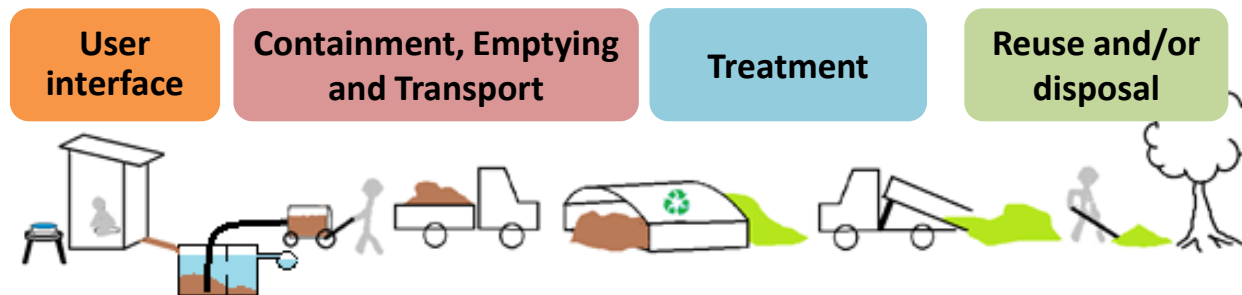 User
interface
Containment, Emptying
and Transport
Treatment
Reuse and/or
disposal